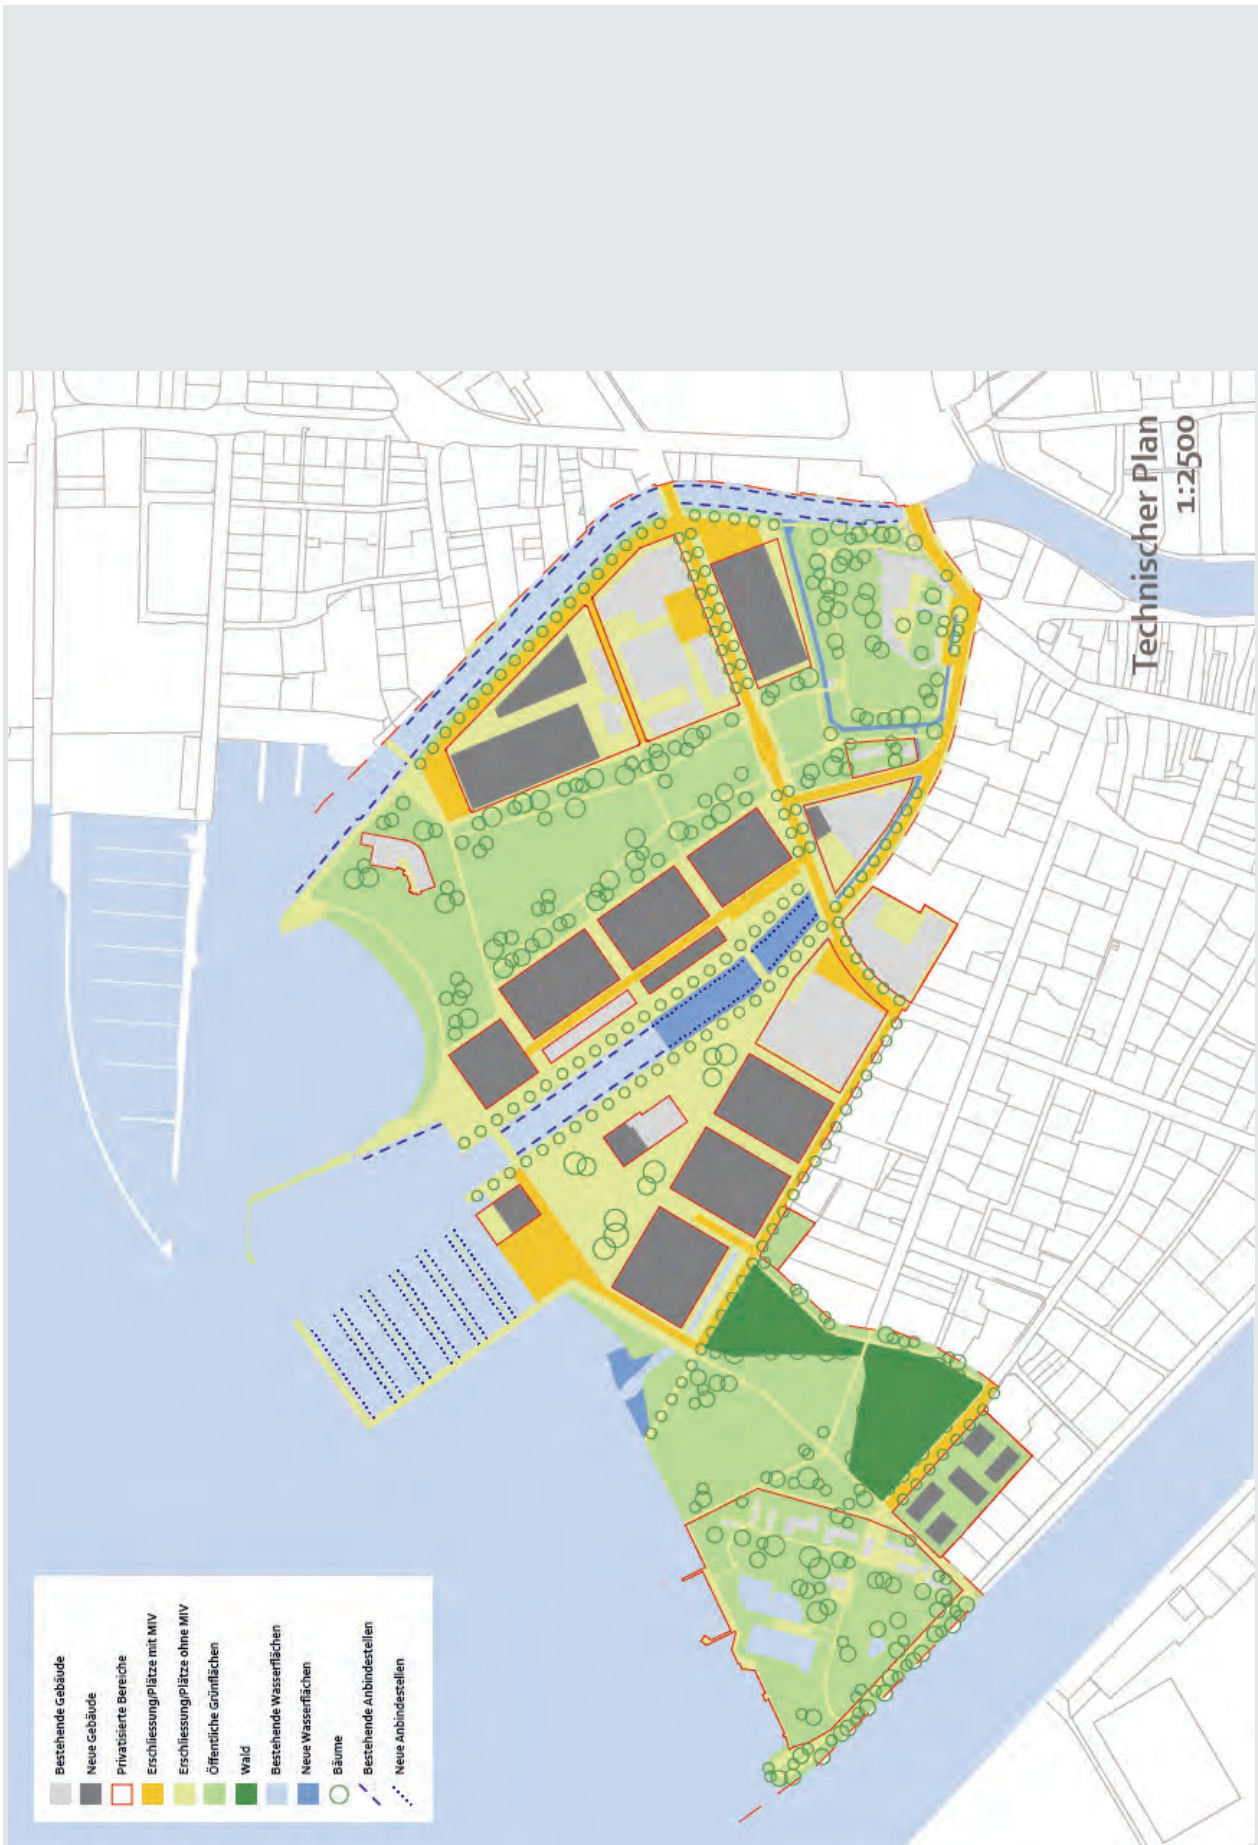 Technischer Plan
1:2500
Bestehende Gebäude
Neue Gebäude
Privatisierte Bereiche
Erschliessung/Plätze mit MIV
Erschliessung/Plätze ohne MIV
Öffentliche Grünflächen
Wald
Bestehende Wasserflächen
Neue Wasserflächen
Bäume
Bestehende Anbindestellen
Neue Anbindestellen